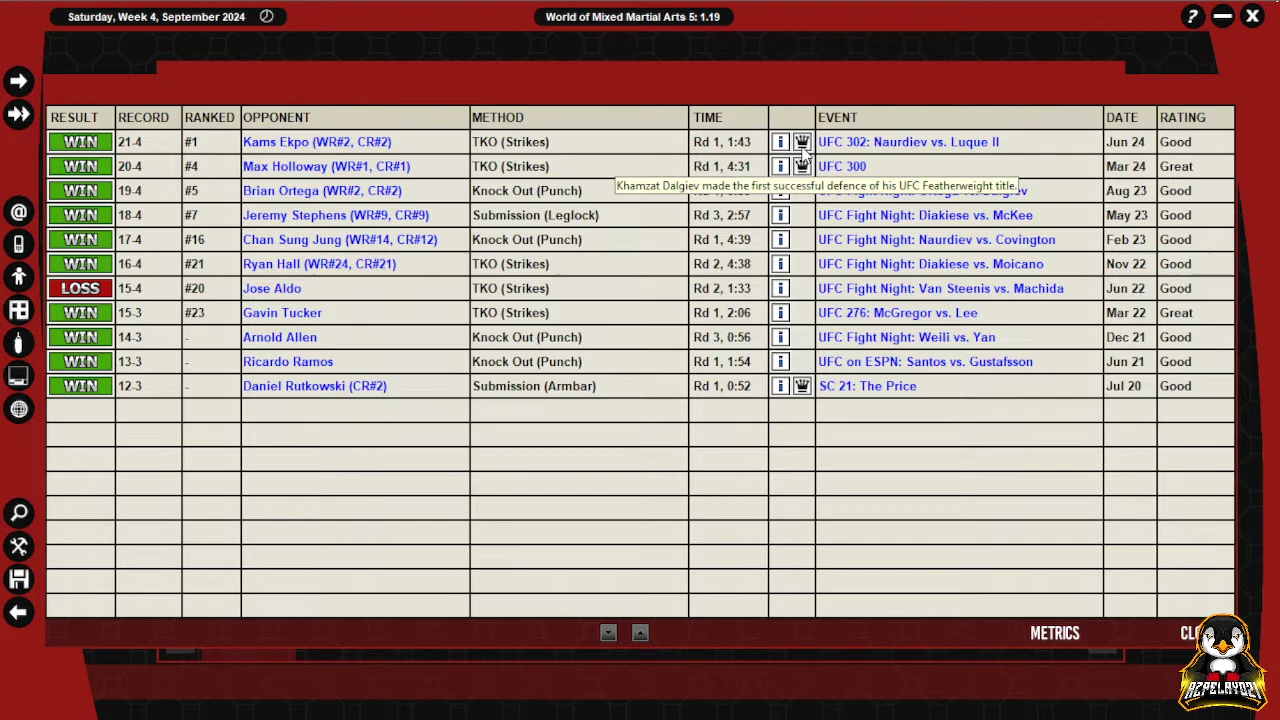 Saturday, Week 4, September 2024 World of Mixed Martial Arts 5: 1.19 ?
RESULT RECORD RANKED OPPONENT METHOD TIME EVENT DATE RATING
WIN 21-4 #1 Kams Ekpo (WR#2, CR#2) TKO (Strikes) Rd 1, 1:43 i UFC 302: Naurdiev vs. Luque II Jun 24 Good
WIN 20-4 #4 Max Holloway (WR#1, CR#1) TKO (Strikes) Rd 1, 4:31 i UFC 300 Mar 24 Great
Khamzat Dalgiev made the first successful defence of his UFC Featherweight title.
WIN 19-4 #5 Brian Ortega (WR#2, CR#2) Knock Out (Punch) Aug 23 Good
WIN 18-4 #7 Jeremy Stephens (WR#9, CR#9) Submission (Leglock) Rd 3, 2:57 i UFC Fight Night: Diakiese vs. McKee May 23 Good
WIN 17-4 #16 Chan Sung Jung (WR#14, CR#12) Knock Out (Punch) Rd 1, 4:39 i UFC Fight Night: Naurdiev vs. Covington Feb 23 Good
WIN 16-4 #21 Ryan Hall (WR#24, CR#21) TKO (Strikes) Rd 2, 4:38 i UFC Fight Night: Diakiese vs. Moicano Nov 22 Good
LOSS 15-4 #20 Jose Aldo TKO (Strikes) Rd 2, 1:33 i UFC Fight Night: Van Steenis vs. Machida Jun 22 Good
WIN 15-3 #23 Gavin Tucker TKO (Strikes) Rd 1, 2:06 i UFC 276: McGregor vs. Lee Mar 22 Great
WIN 14-3 - Arnold Allen Knock Out (Punch) Rd 3, 0:56 i UFC Fight Night: Weili vs. Yan Dec 21 Good
WIN 13-3 - Ricardo Ramos Knock Out (Punch) Rd 1, 1:54 i UFC on ESPN: Santos vs. Gustafsson Jun 21 Good
WIN 12-3 - Daniel Rutkowski (CR#2) Submission (Armbar) Rd 1, 0:52 i SC 21: The Price Jul 20 Good
METRICS
AZPELAYO21